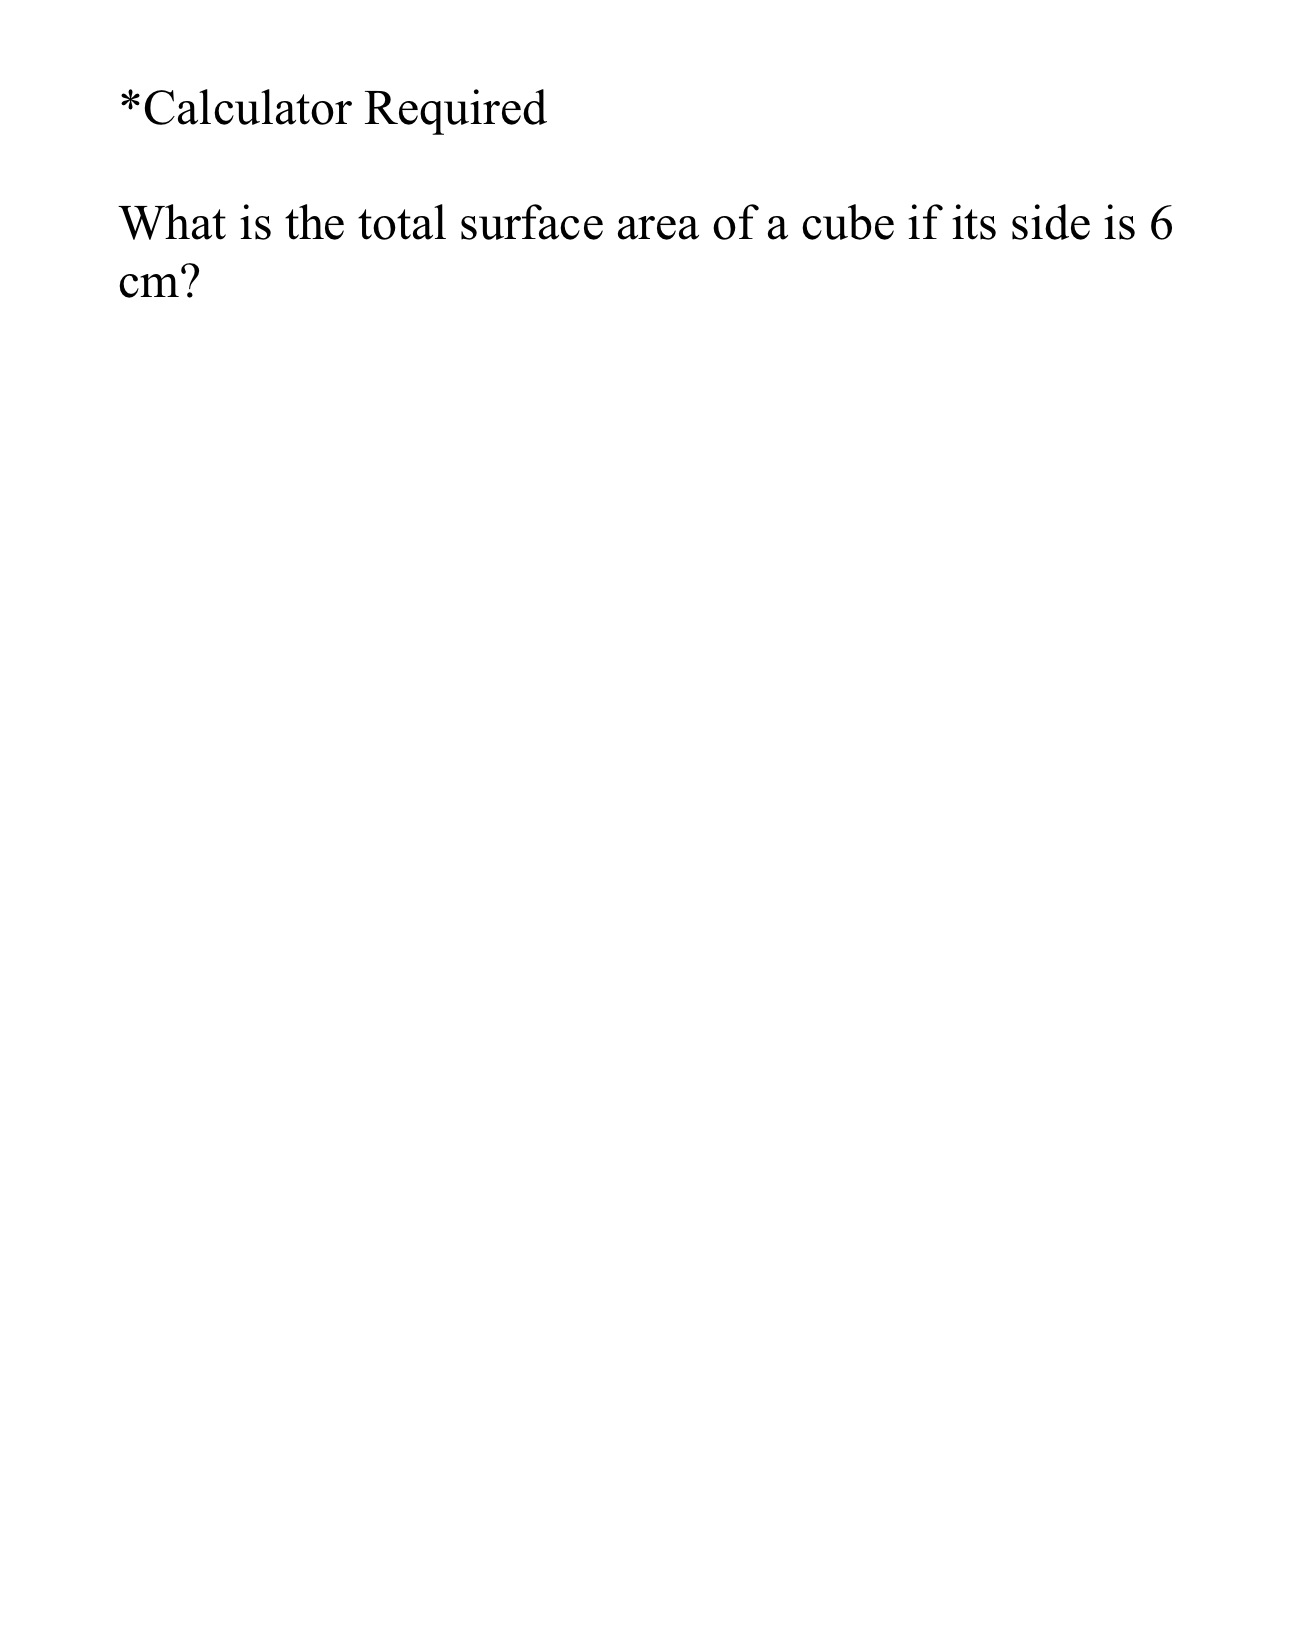 *Calculator Required
What is the total surface area of a cube if its side is 6
cm?